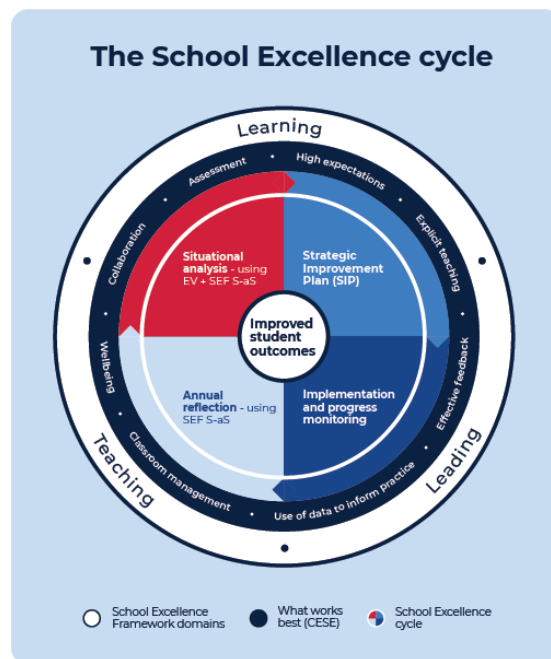 The School Excellence cycle
Learning
Assessment
High expectations
Collaboration
Explicit teaching
Situational
analysis - using
EV + SEF S-aS
Strategic
Improvement
Plan (SIP)
Improved
student
outcomes
Wellbeing
Effective feedback
Annual
reflection - using
SEF S-aS
Implementation
and progress
monitoring
Teaching
Classroom management
Use of data to inform practice
Leading
School Excellence
Framework domains
What works
best (CESE)
School Excellence
cycle